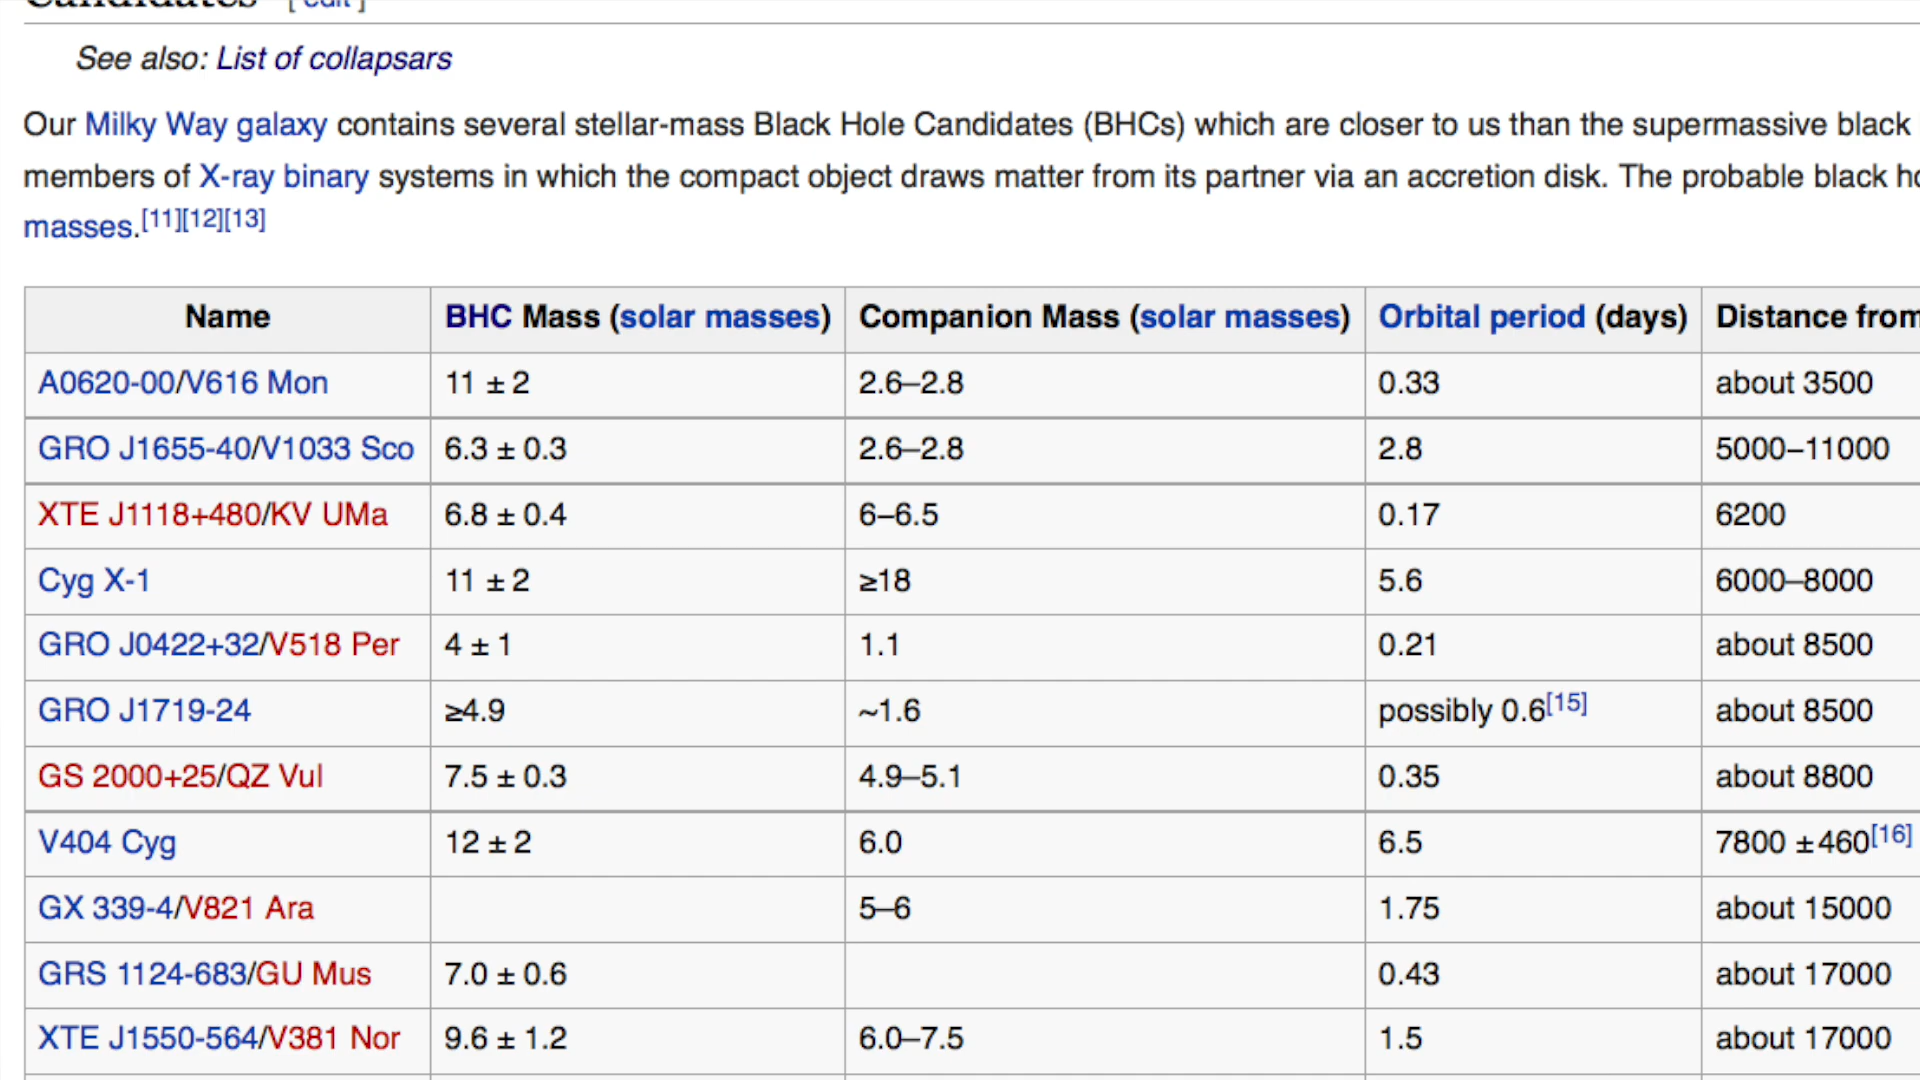 Candidates [edit]
See also: List of collapsars
Our Milky Way galaxy contains several stellar-mass Black Hole Candidates (BHCs) which are closer to us than the supermassive black
members of X-ray binary systems in which the compact object draws matter from its partner via an accretion disk. The probable black
masses.[11][12][13]
Name BHC Mass (solar masses) Companion Mass (solar masses) Orbital period (days) Distance from
A0620-00/V616 Mon 11 ± 2 2.6–2.8 0.33 about 3500
GRO J1655-40/V1033 Sco 6.3 ± 0.3 2.6–2.8 2.8 5000–11000
XTE J1118+480/KV UMa 6.8 ± 0.4 6–6.5 0.17 6200
Cyg X-1 11 ± 2 ≥18 5.6 6000–8000
GRO J0422+32/V518 Per 4 ± 1 1.1 0.21 about 8500
GRO J1719-24 ≥4.9 ~1.6 possibly 0.6[15] about 8500
GS 2000+25/QZ Vul 7.5 ± 0.3 4.9–5.1 0.35 about 8800
V404 Cyg 12 ± 2 6.0 6.5 7800 ± 460[16]
GX 339-4/V821 Ara 5–6 1.75 about 15000
GRS 1124-683/GU Mus 7.0 ± 0.6 0.43 about 17000
XTE J1550-564/V381 Nor 9.6 ± 1.2 6.0–7.5 1.5 about 17000